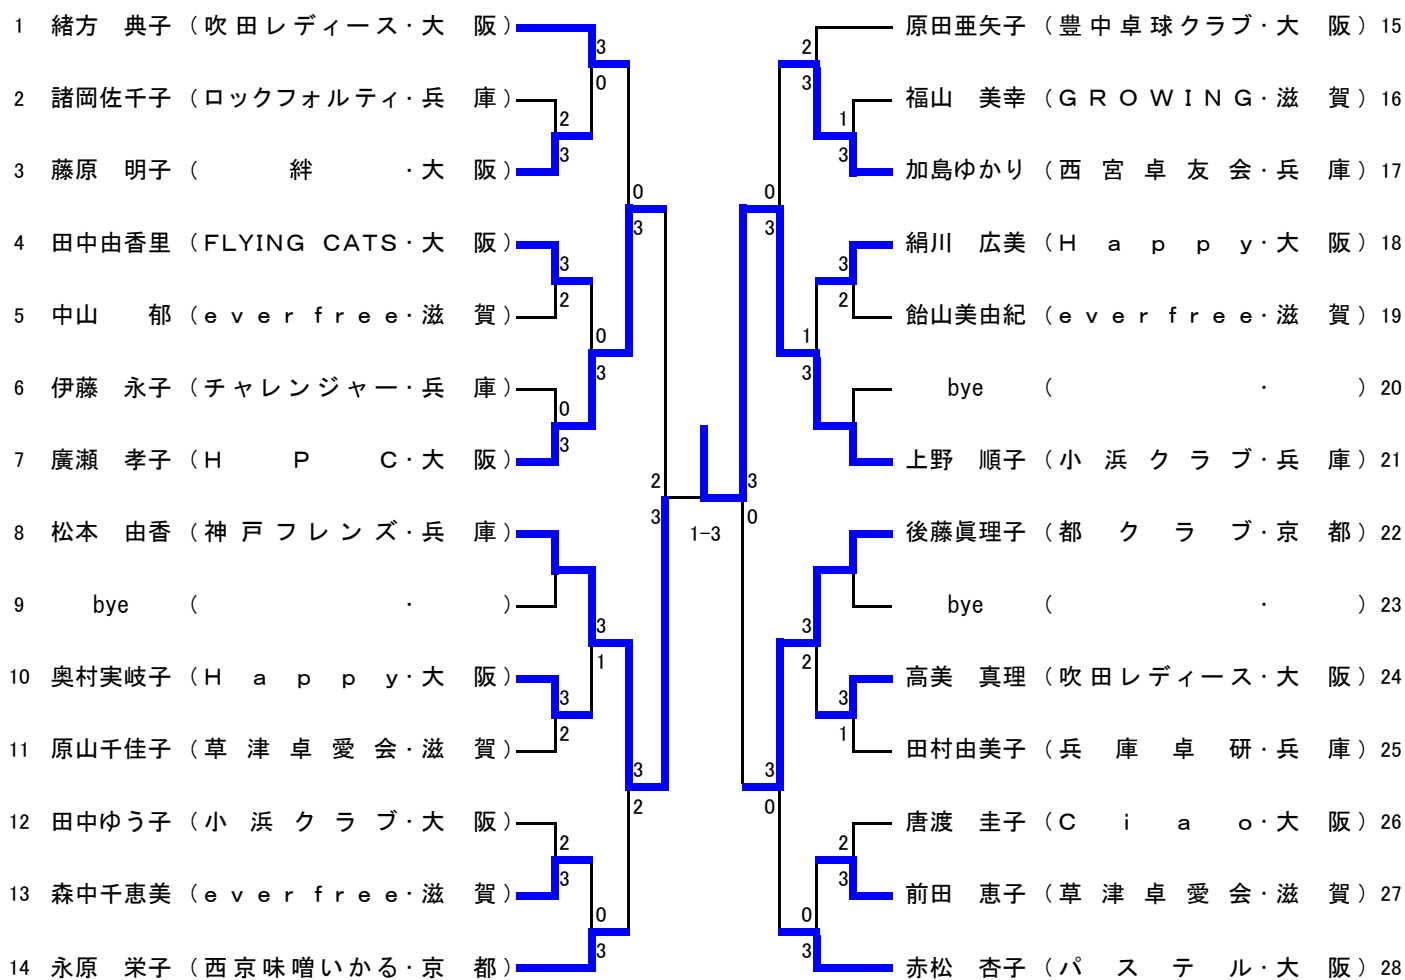 1 緒方 典子 (吹田レディース・大 阪)
2 諸岡佐千子 (ロックフォルティ・兵 庫)
3 藤原 明子 ( 絆 ・大 阪)
4 田中由香里 (FLYING CATS・大 阪)
5 中山 郁 (ever free・滋 賀)
6 伊藤 永子 (チャレンジャー・兵 庫)
7 廣瀬 孝子 (H P C・大 阪)
8 松本 由香 (神戸フレンズ・兵 庫)
9 bye ( ・ )
10 奥村実岐子 (H a p p y・大 阪)
11 原山千佳子 (草津卓愛会・滋 賀)
12 田中ゆう子 (小浜クラブ・大 阪)
13 森中千恵美 (ever free・滋 賀)
14 永原 栄子 (西京味噌いかる・京 都)
3
0
2
3
0
3
3
2
0
3
0
3
2
3
3
1
3
2
3
2
2
3
0
3
1-3
原田亜矢子 (豊中卓球クラブ・大 阪) 15
福山 美幸 (GROWING・滋 賀) 16
加島ゆかり (西宮卓友会・兵 庫) 17
絹川 広美 (H a p p y・大 阪) 18
飴山美由紀 (ever free・滋 賀) 19
bye ( ・ ) 20
上野 順子 (小浜クラブ・兵 庫) 21
後藤眞理子 (都クラブ・京 都) 22
bye ( ・ ) 23
高美 真理 (吹田レディース・大 阪) 24
田村由美子 (兵庫卓研・兵 庫) 25
唐渡 圭子 (C i a o・大 阪) 26
前田 恵子 (草津卓愛会・滋 賀) 27
赤松 杏子 (パステル・大 阪) 28
2
3
1
3
0
3
3
2
1
3
3
0
3
2
3
1
3
0
2
3
0
3